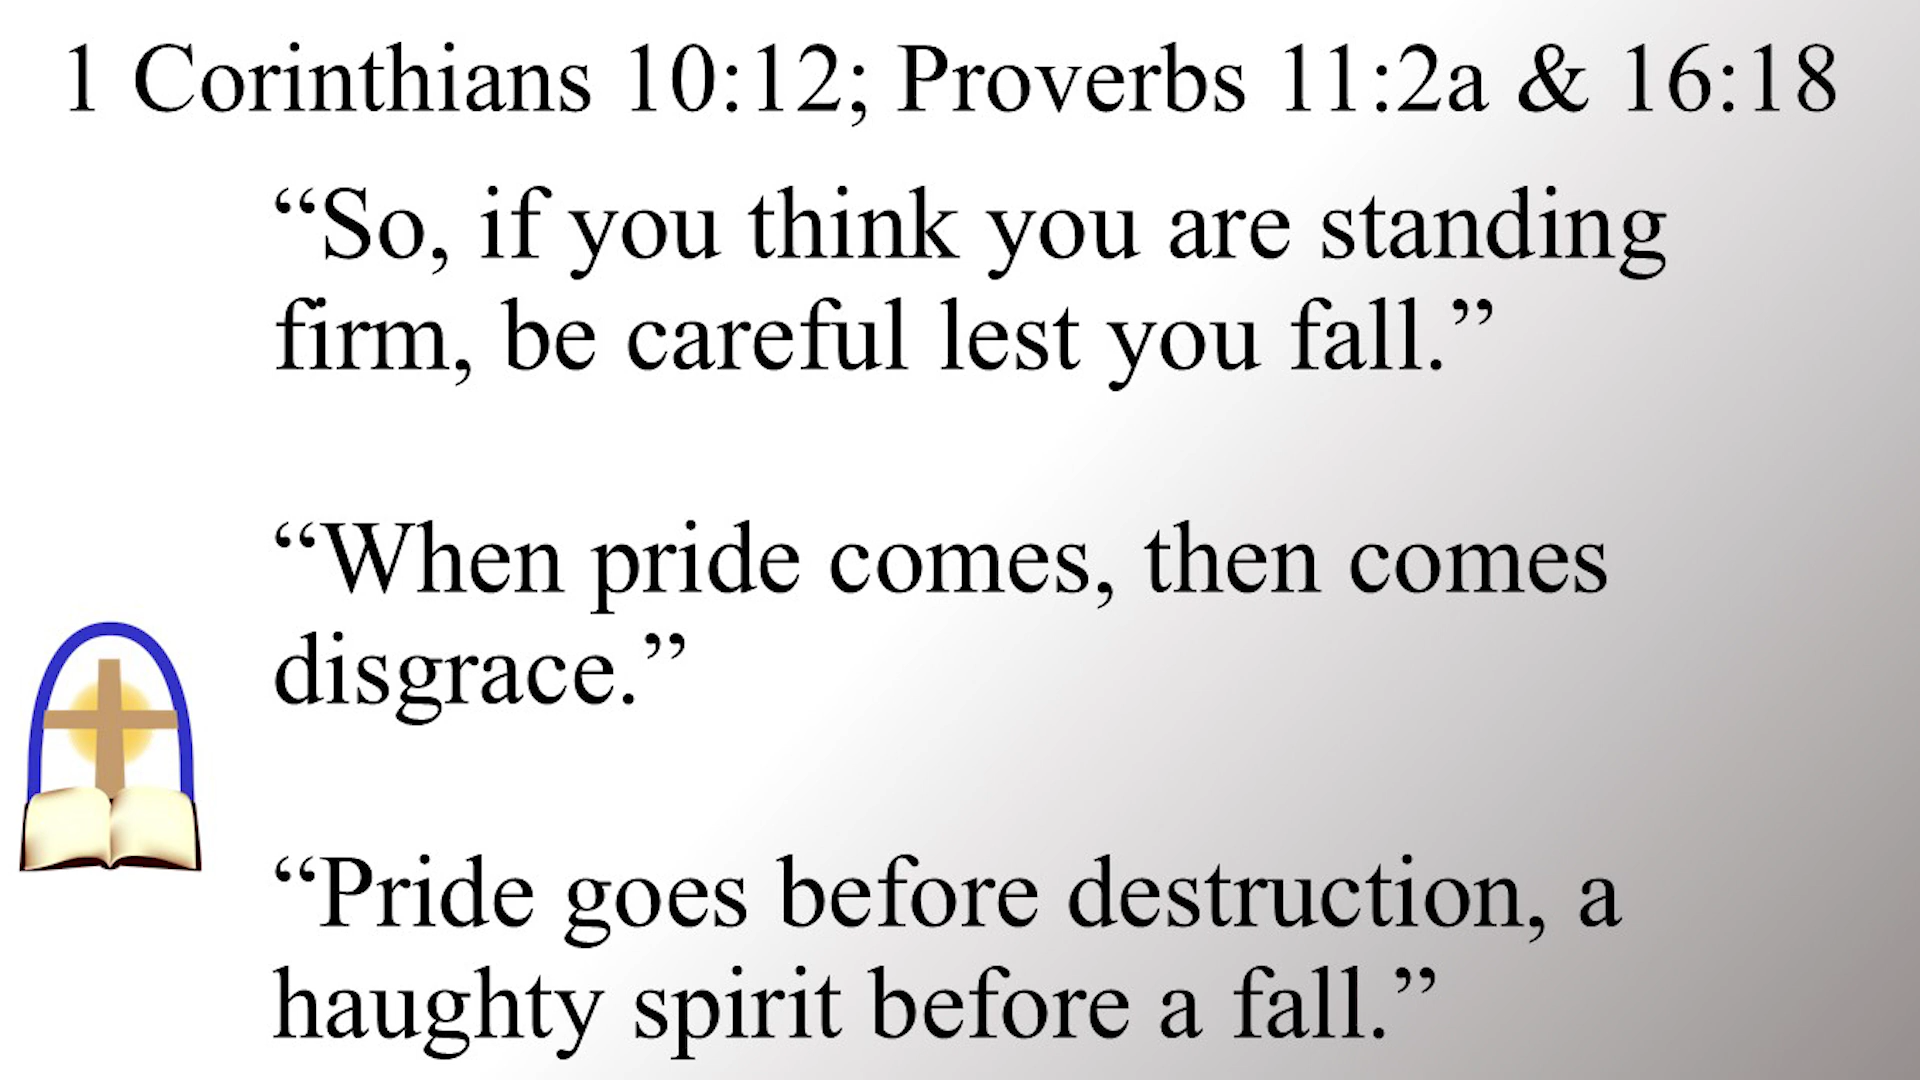 1 Corinthians 10:12; Proverbs 11:2a & 16:18
“So, if you think you are standing
firm, be careful lest you fall.”
“When pride comes, then comes
disgrace.”
“Pride goes before destruction, a
haughty spirit before a fall.”